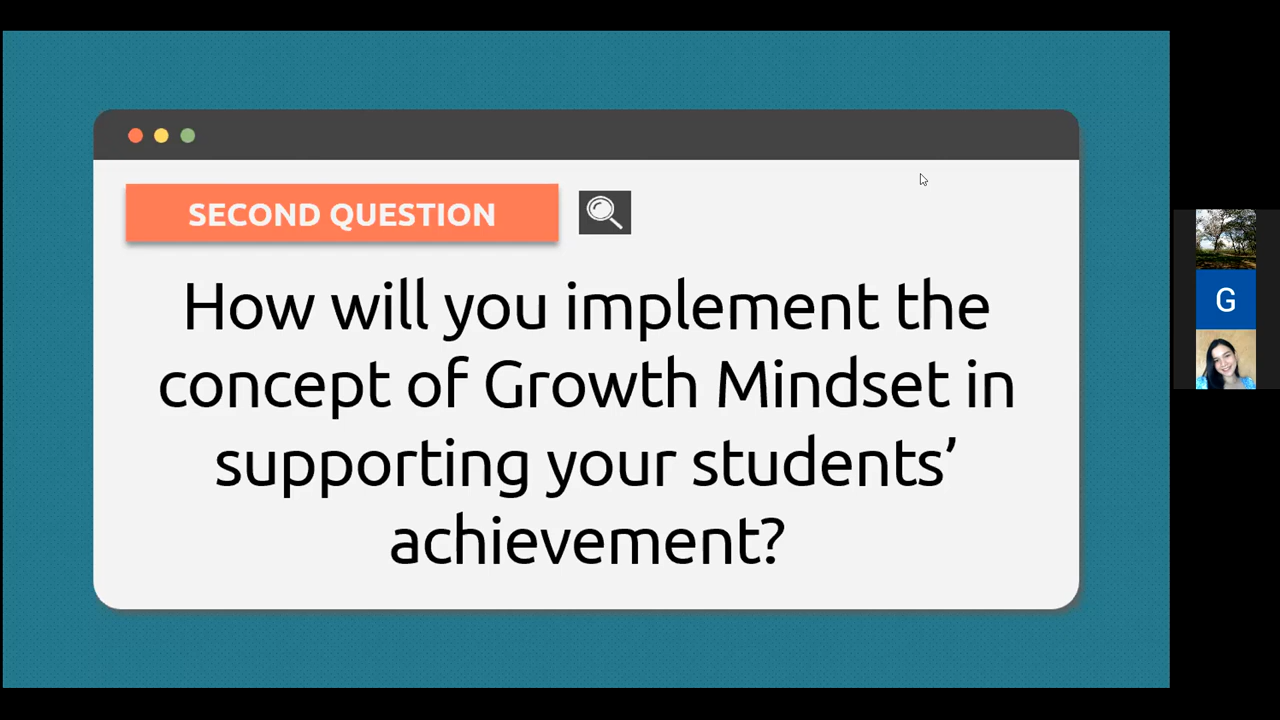 SECOND QUESTION
How will you implement the
concept of Growth Mindset in
supporting your students’
achievement?
G